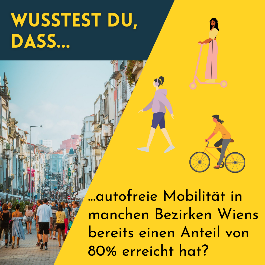 WUSSTEST DU,
DASS...
...autofreie Mobilität in
manchen Bezirken Wiens
bereits einen Anteil von
80% erreicht hat?